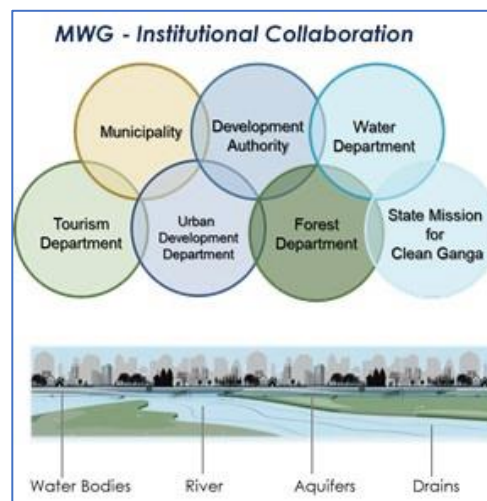 MWG - Institutional Collaboration
Municipality
Development
Authority
Water
Department
Tourism
Department
Urban
Development
Department
Forest
Department
State Mission
for
Clean Ganga
Water Bodies
River
Aquifers
Drains